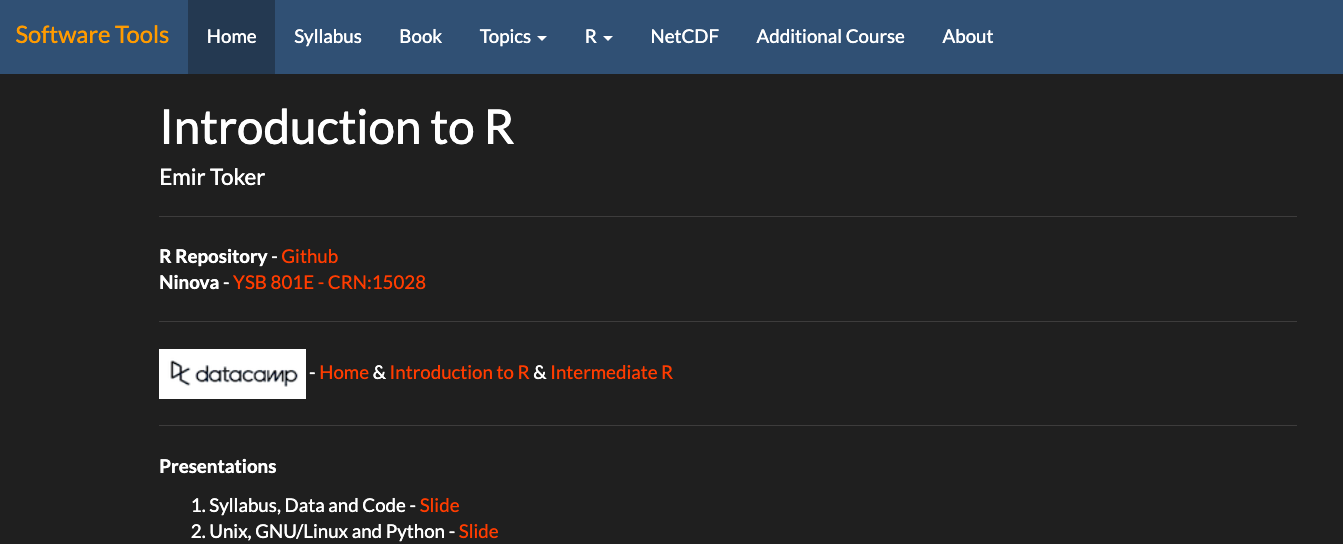 Software Tools Home Syllabus Book Topics R NetCDF Additional Course About
Introduction to R
Emir Toker
R Repository - Github
Ninova - YSB 801E - CRN:15028
datacamp - Home & Introduction to R & Intermediate R
Presentations
1. Syllabus, Data and Code - Slide
2. Unix, GNU/Linux and Python - Slide